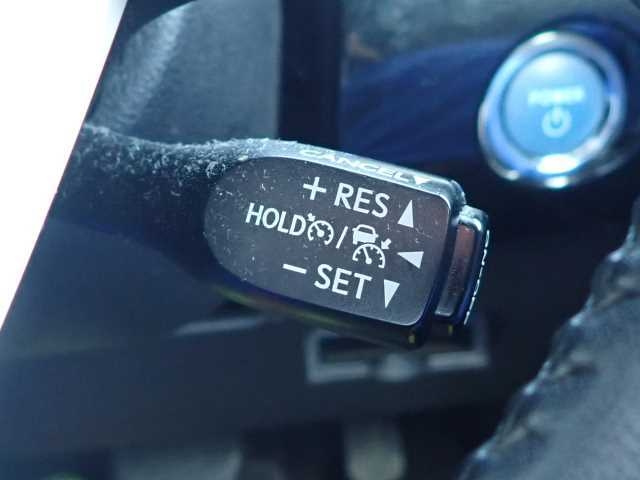 CANCEL
+ RES
HOLD /
− SET
POWER